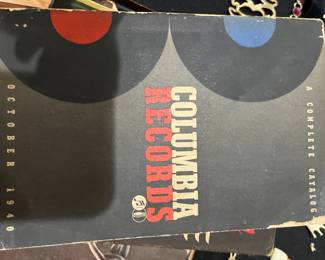 A COMPLETE CATALOG
COLUMBIA
RECORDS
OCTOBER 1940